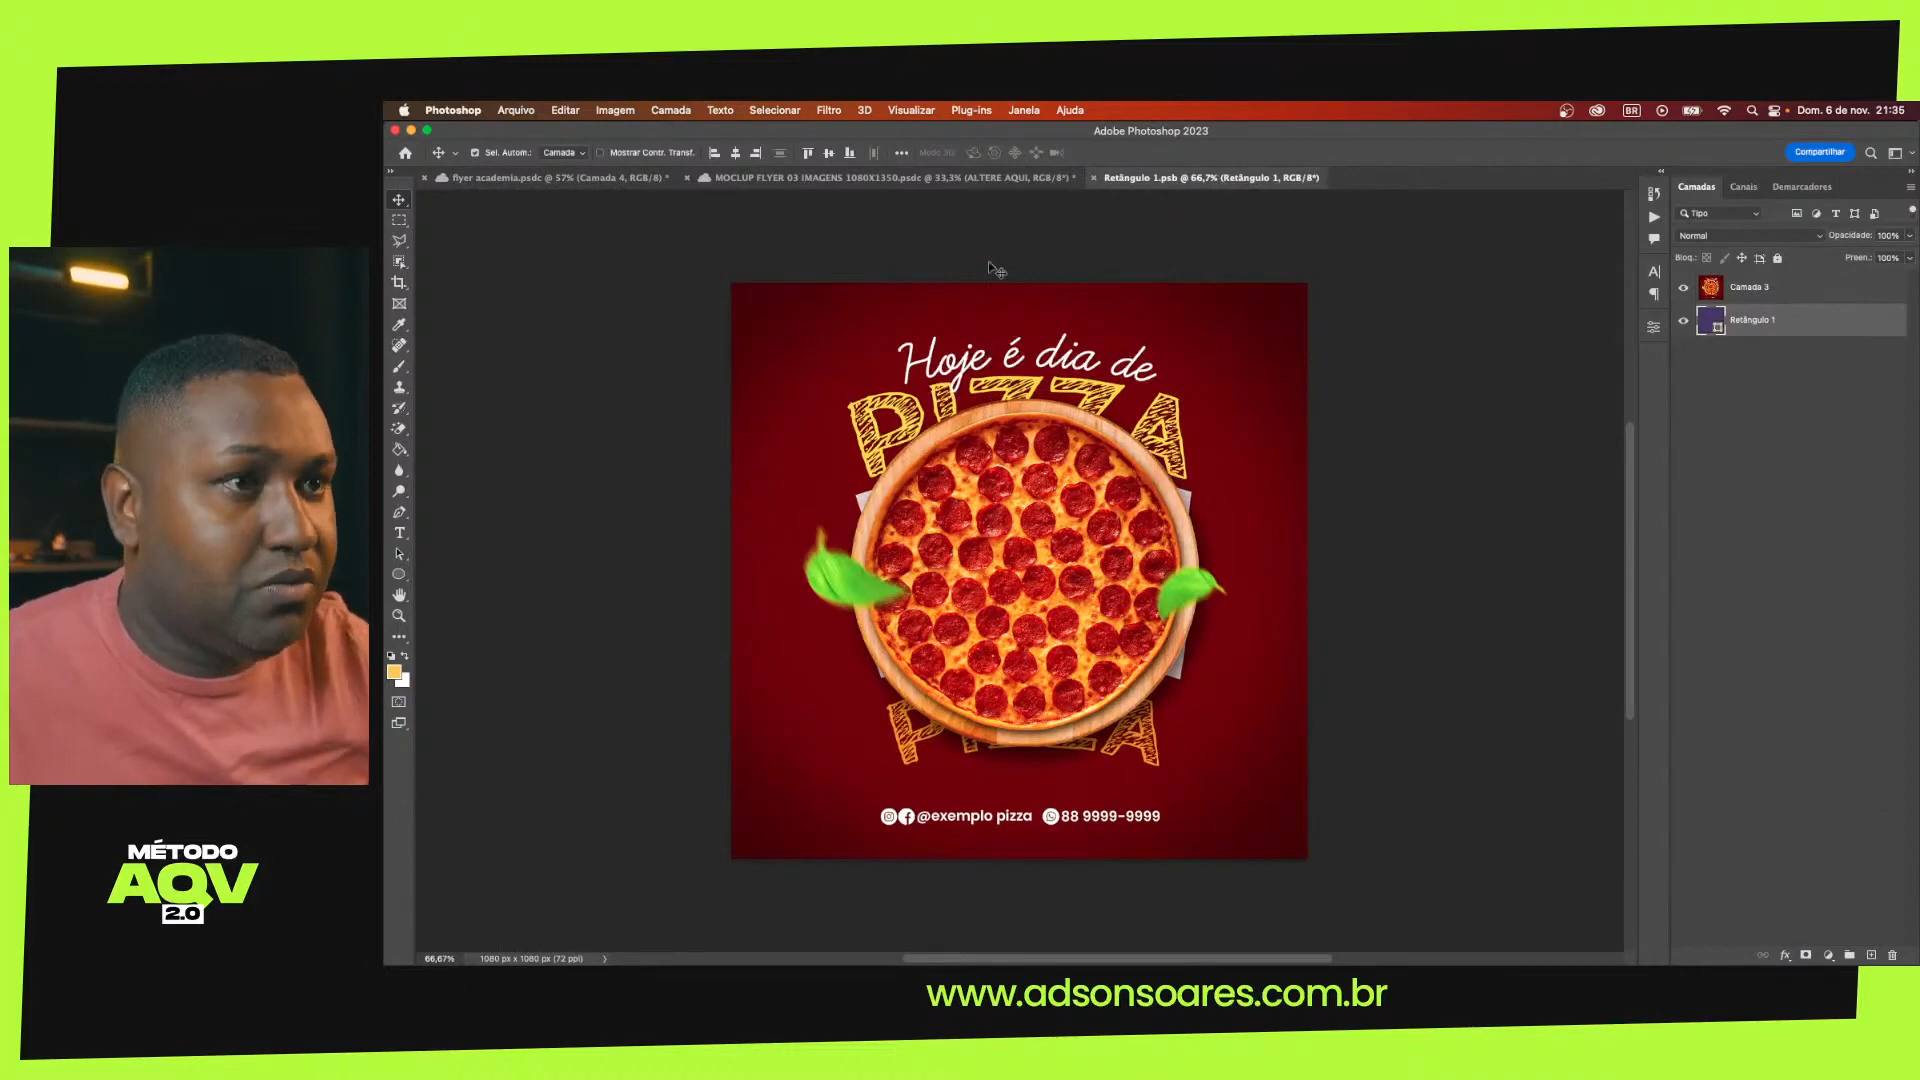 Photoshop Arquivo Editar Imagem Camada Texto Selecionar Filtro 3D Visualizar Plug-ins Janela Ajuda BR Dom. 6 de nov. 21:35
Adobe Photoshop 2023
Sel. Autom.: Camada Mostrar Contr. Transf. Modo 3D: Compartilhar
flyer academia.psdc @ 57% (Camada 4, RGB/8) * MOCLUP FLYER 03 IMAGENS 1080X1350.psdc @ 33,3% (ALTERE AQUI, RGB/8*) * Retângulo 1.psb @ 66,7% (Retângulo 1, RGB/8*)
Camadas Canais Demarcadores
Tipo
Normal Opacidade: 100%
Bloq.: Preen.: 100%
Camada 3
Retângulo 1
Hoje é dia de
PIZZA
PIZZA
@exemplo pizza 88 9999-9999
66,67% 1080 px x 1080 px (72 ppi)
MÉTODO
AQV
2.0
www.adsonsoares.com.br